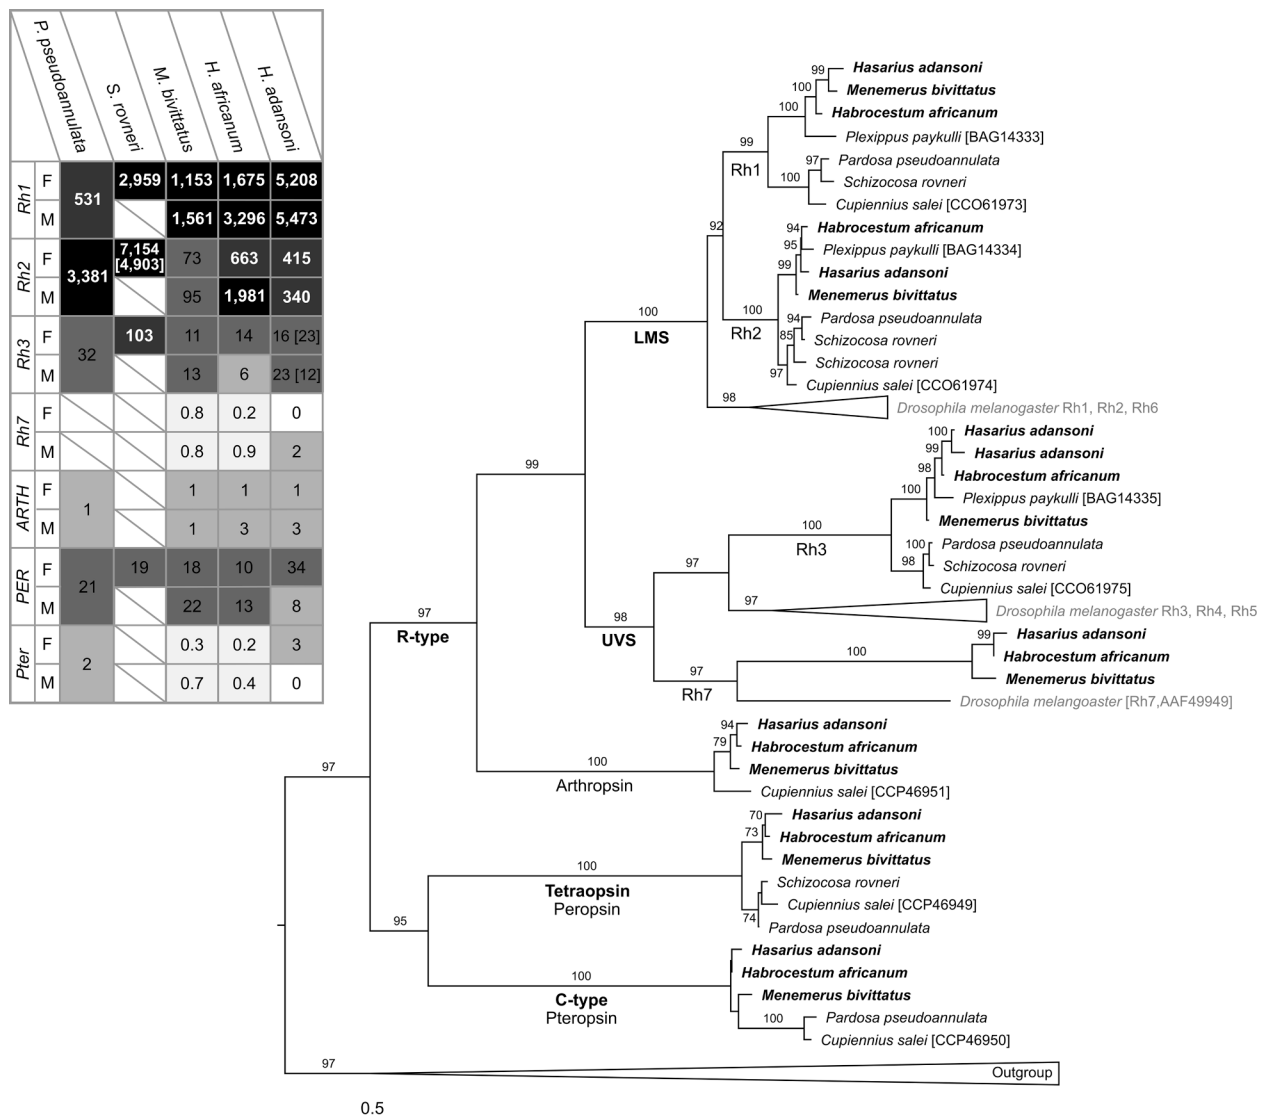 P. pseudoannulata
S. rovneri
M. bivittatus
H. africanum
H. adansoni
Rh1
F 531 2,959 1,153 1,675 5,208
M 1,561 3,296 5,473
Rh2
F 3,381 7,154 [4,903] 73 663 415
M 95 1,981 340
Rh3
F 32 103 11 14 16 [23]
M 13 6 23 [12]
Rh7
F 0.8 0.2 0
M 0.8 0.9 2
ARTH
F 1 1 1 1
M 1 3 3
PER
F 21 19 18 10 34
M 22 13 8
Pter
F 2 0.3 0.2 3
M 0.7 0.4 0
99 Hasarius adansoni
100 Menemerus bivittatus
100 Habrocestum africanum
Plexippus paykulli [BAG14333]
99
Rh1
97 Pardosa pseudoannulata
100 Schizocosa rovneri
Cupiennius salei [CCO61973]
92
94 Habrocestum africanum
95 Plexippus paykulli [BAG14334]
99 Hasarius adansoni
Menemerus bivittatus
100
Rh2
94 Pardosa pseudoannulata
85 Schizocosa rovneri
Schizocosa rovneri
97 Cupiennius salei [CCO61974]
100
LMS
98 Drosophila melanogaster Rh1, Rh2, Rh6
100 Hasarius adansoni
99 Hasarius adansoni
98 Habrocestum africanum
100 Plexippus paykulli [BAG14335]
Menemerus bivittatus
100
Rh3
100 Pardosa pseudoannulata
98 Schizocosa rovneri
Cupiennius salei [CCO61975]
99
97
97 Drosophila melanogaster Rh3, Rh4, Rh5
98
UVS
99 Hasarius adansoni
100 Habrocestum africanum
Menemerus bivittatus
97
Rh7
Drosophila melangoaster [Rh7,AAF49949]
97
R-type
94 Hasarius adansoni
79 Habrocestum africanum
100 Menemerus bivittatus
Arthropsin
Cupiennius salei [CCP46951]
97
70 Hasarius adansoni
73 Habrocestum africanum
Menemerus bivittatus
100
Tetraopsin
Peropsin
Schizocosa rovneri
Cupiennius salei [CCP46949]
74 Pardosa pseudoannulata
95
Hasarius adansoni
Habrocestum africanum
100
C-type
Pteropsin
Menemerus bivittatus
100 Pardosa pseudoannulata
Cupiennius salei [CCP46950]
97
Outgroup
0.5